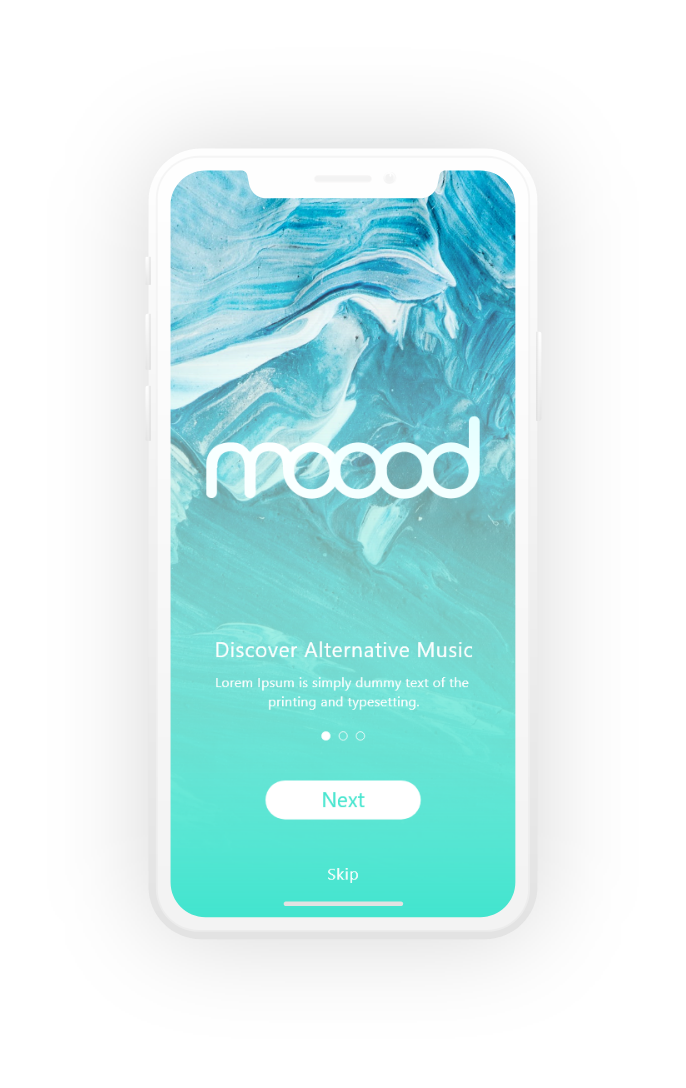 moood
Discover Alternative Music
Lorem Ipsum is simply dummy text of the
printing and typesetting.
Next
Skip